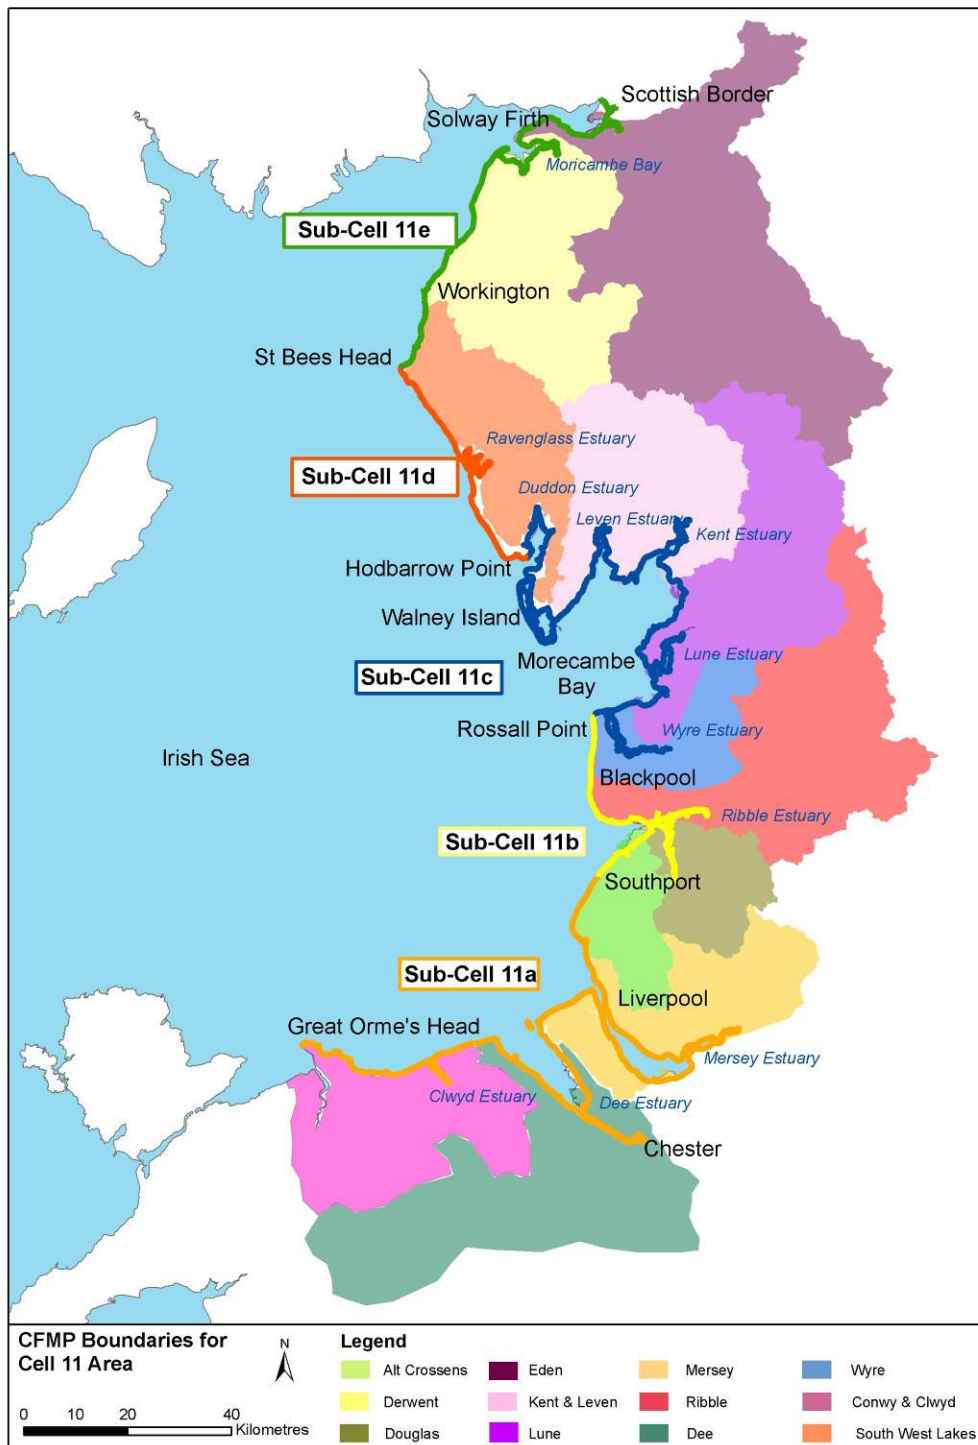 Scottish Border
Solway Firth
Moricambe Bay
Sub-Cell 11e
Workington
St Bees Head
Ravenglass Estuary
Sub-Cell 11d
Duddon Estuary
Leven Estuary
Kent Estuary
Hodbarrow Point
Walney Island
Morecambe
Bay
Lune Estuary
Sub-Cell 11c
Rossall Point
Wyre Estuary
Irish Sea
Blackpool
Ribble Estuary
Sub-Cell 11b
Southport
Sub-Cell 11a
Liverpool
Great Orme's Head
Mersey Estuary
Clwyd Estuary
Dee Estuary
Chester
CFMP Boundaries for
Cell 11 Area
N
0 10 20 40
Kilometres
Legend
Alt Crossens
Eden
Mersey
Wyre
Derwent
Kent & Leven
Ribble
Conwy & Clwyd
Douglas
Lune
Dee
South West Lakes